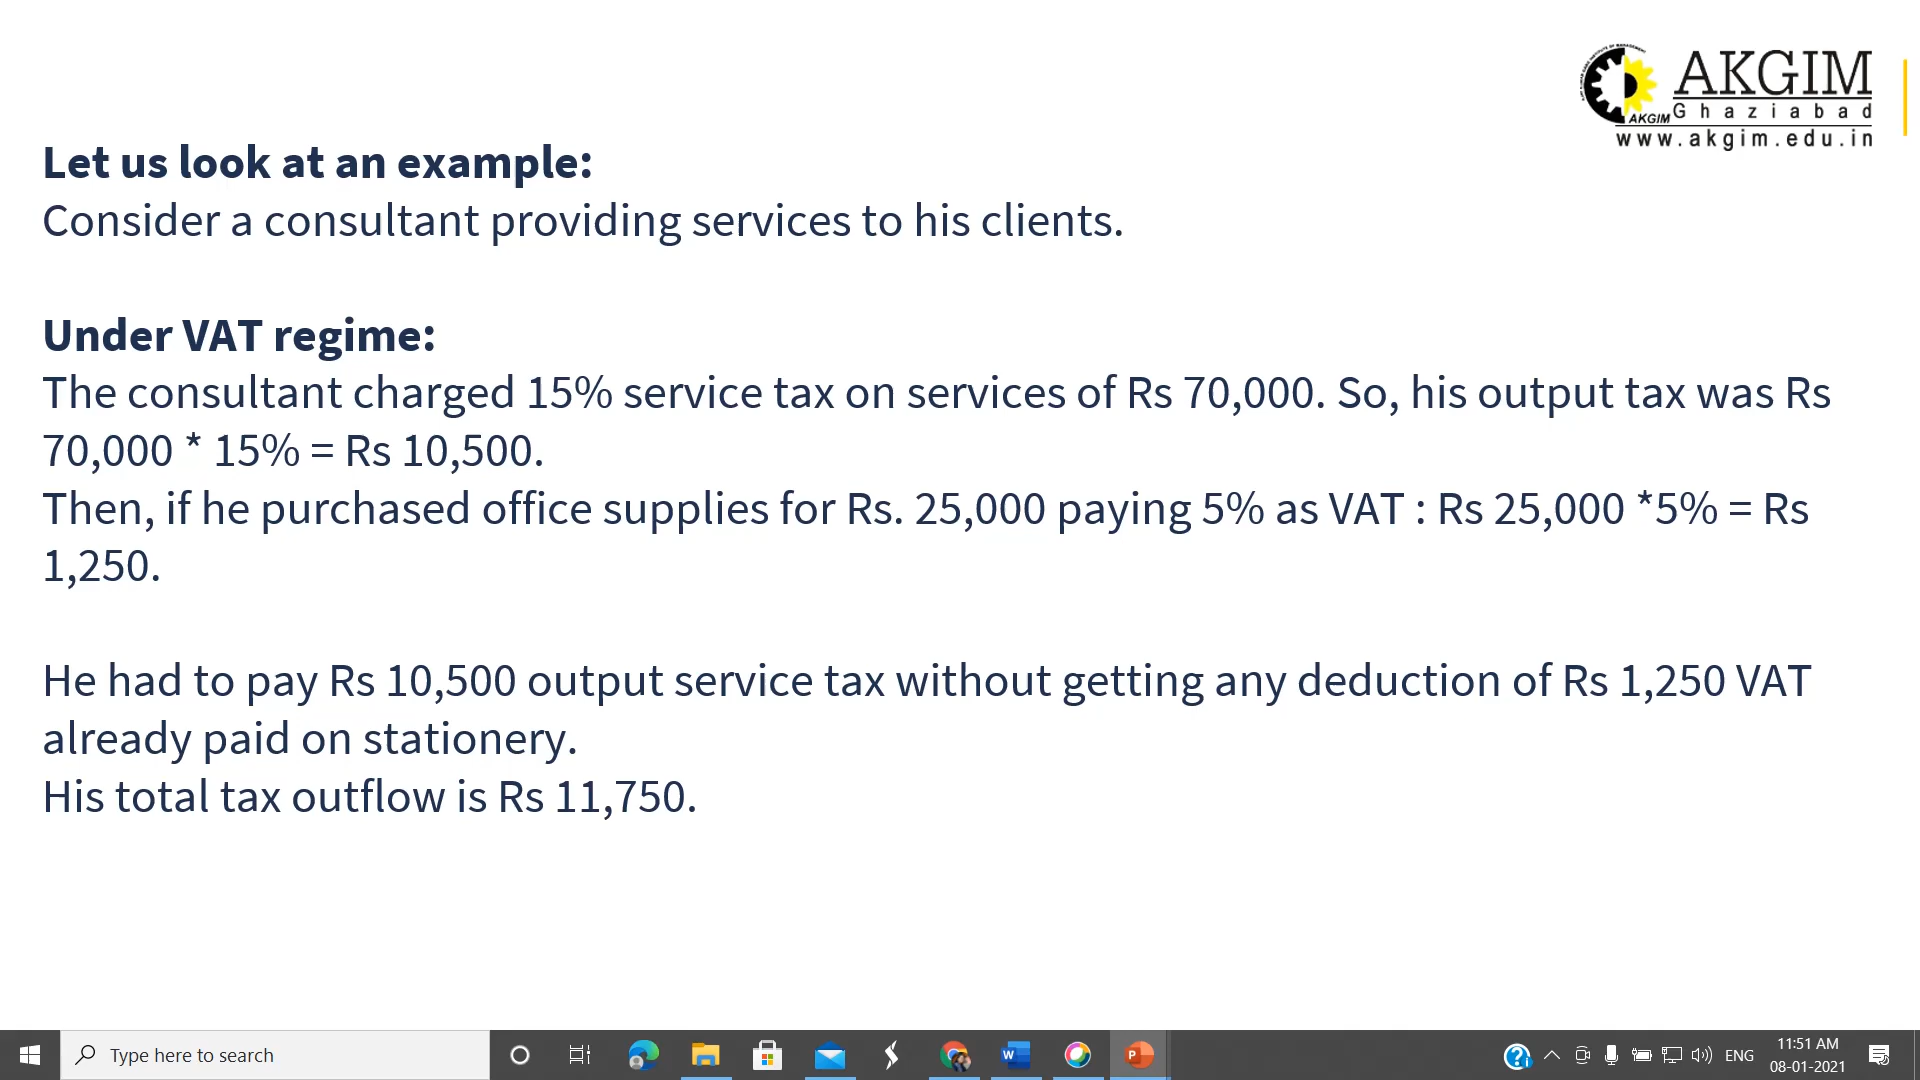 AKGIM
Ghaziabad
AKGIM
www.akgim.edu.in
Let us look at an example:
Consider a consultant providing services to his clients.
Under VAT regime:
The consultant charged 15% service tax on services of Rs 70,000. So, his output tax was Rs
70,000 * 15% = Rs 10,500.
Then, if he purchased office supplies for Rs. 25,000 paying 5% as VAT : Rs 25,000 *5% = Rs
1,250.
He had to pay Rs 10,500 output service tax without getting any deduction of Rs 1,250 VAT
already paid on stationery.
His total tax outflow is Rs 11,750.
Type here to search
ENG
11:51 AM
08-01-2021